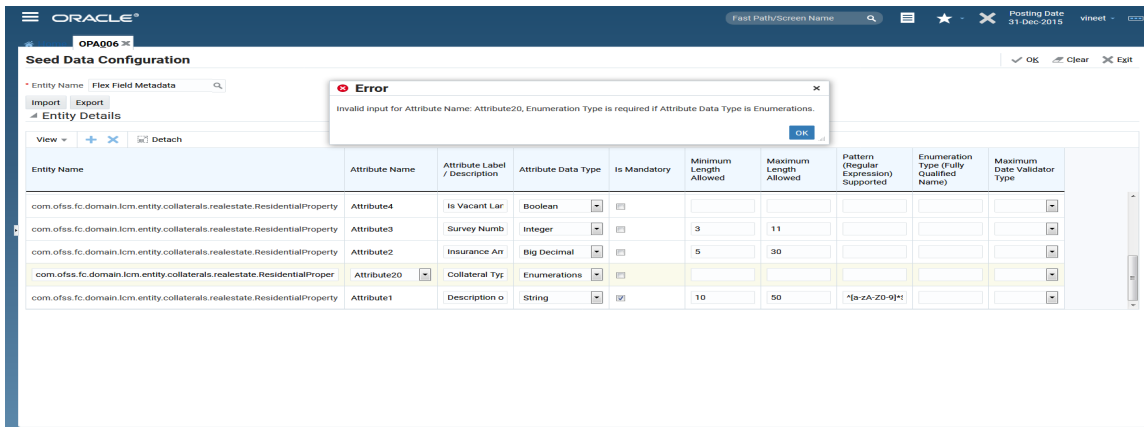 ORACLE®
Fast Path/Screen Name
Posting Date
31-Dec-2015
vineet
OPA006
Seed Data Configuration
OK Clear Exit
* Entity Name Flex Field Metadata
Import Export
Entity Details
Error
Invalid input for Attribute Name: Attribute20, Enumeration Type is required if Attribute Data Type is Enumerations.
OK
View Detach
Entity Name Attribute Name Attribute Label / Description Attribute Data Type Is Mandatory Minimum Length Allowed Maximum Length Allowed Pattern (Regular Expression) Supported Enumeration Type (Fully Qualified Name) Maximum Date Validator Type
com.ofss.fc.domain.lcm.entity.collaterals.realestate.ResidentialProperty Attribute4 Is Vacant Lar Boolean
com.ofss.fc.domain.lcm.entity.collaterals.realestate.ResidentialProperty Attribute3 Survey Numb Integer 3 11
com.ofss.fc.domain.lcm.entity.collaterals.realestate.ResidentialProperty Attribute2 Insurance Am Big Decimal 5 30
com.ofss.fc.domain.lcm.entity.collaterals.realestate.ResidentialProper Attribute20 Collateral Typ Enumerations
com.ofss.fc.domain.lcm.entity.collaterals.realestate.ResidentialProperty Attribute1 Description o String 10 50 ^[a-zA-Z0-9]*$